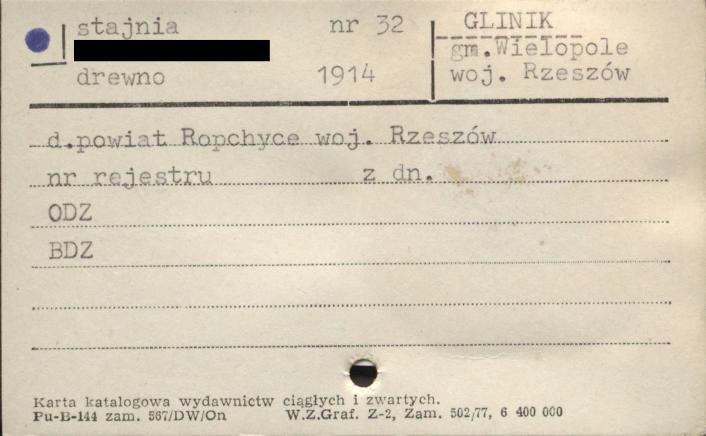 stajnia nr 32 GLINIK
gm.Wielopole
drewno 1914 woj. Rzeszów
d.powiat Ropchyce woj. Rzeszów
nr rejestru z dn.
ODZ
BDZ
Karta katalogowa wydawnictw ciągłych i zwartych.
Pu-B-144 zam. 567/DW/On W.Z.Graf. Z-2, Zam. 502/77, 6 400 000